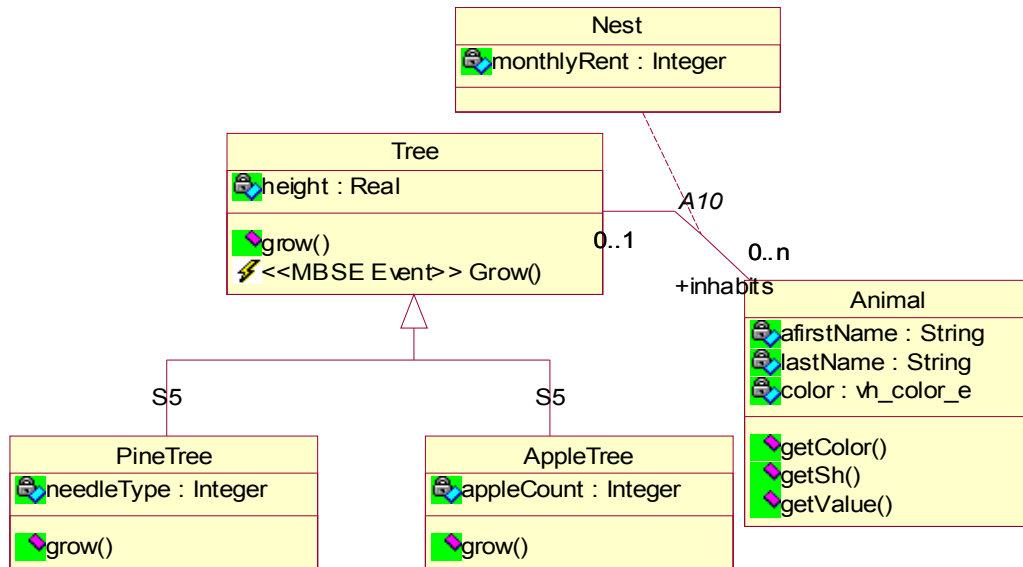 Nest
monthlyRent : Integer
Tree
height : Real
grow()
<<MBSE Event>> Grow()
A10
0..1
0..n
+inhabits
Animal
afirstName : String
lastName : String
color : vh_color_e
getColor()
getSh()
getValue()
S5
S5
PineTree
needleType : Integer
grow()
AppleTree
appleCount : Integer
grow()